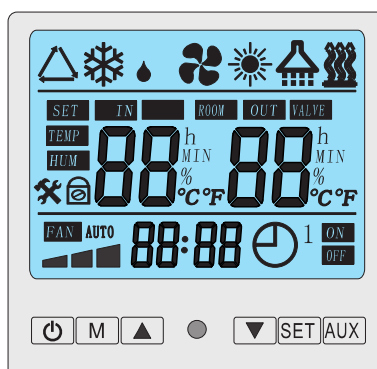 SET IN ROOM OUT VALVE
TEMP 88 h MIN % °C °F 88 h MIN % °C °F
HUM
FAN AUTO 88:88 1 ON
OFF
M SET AUX